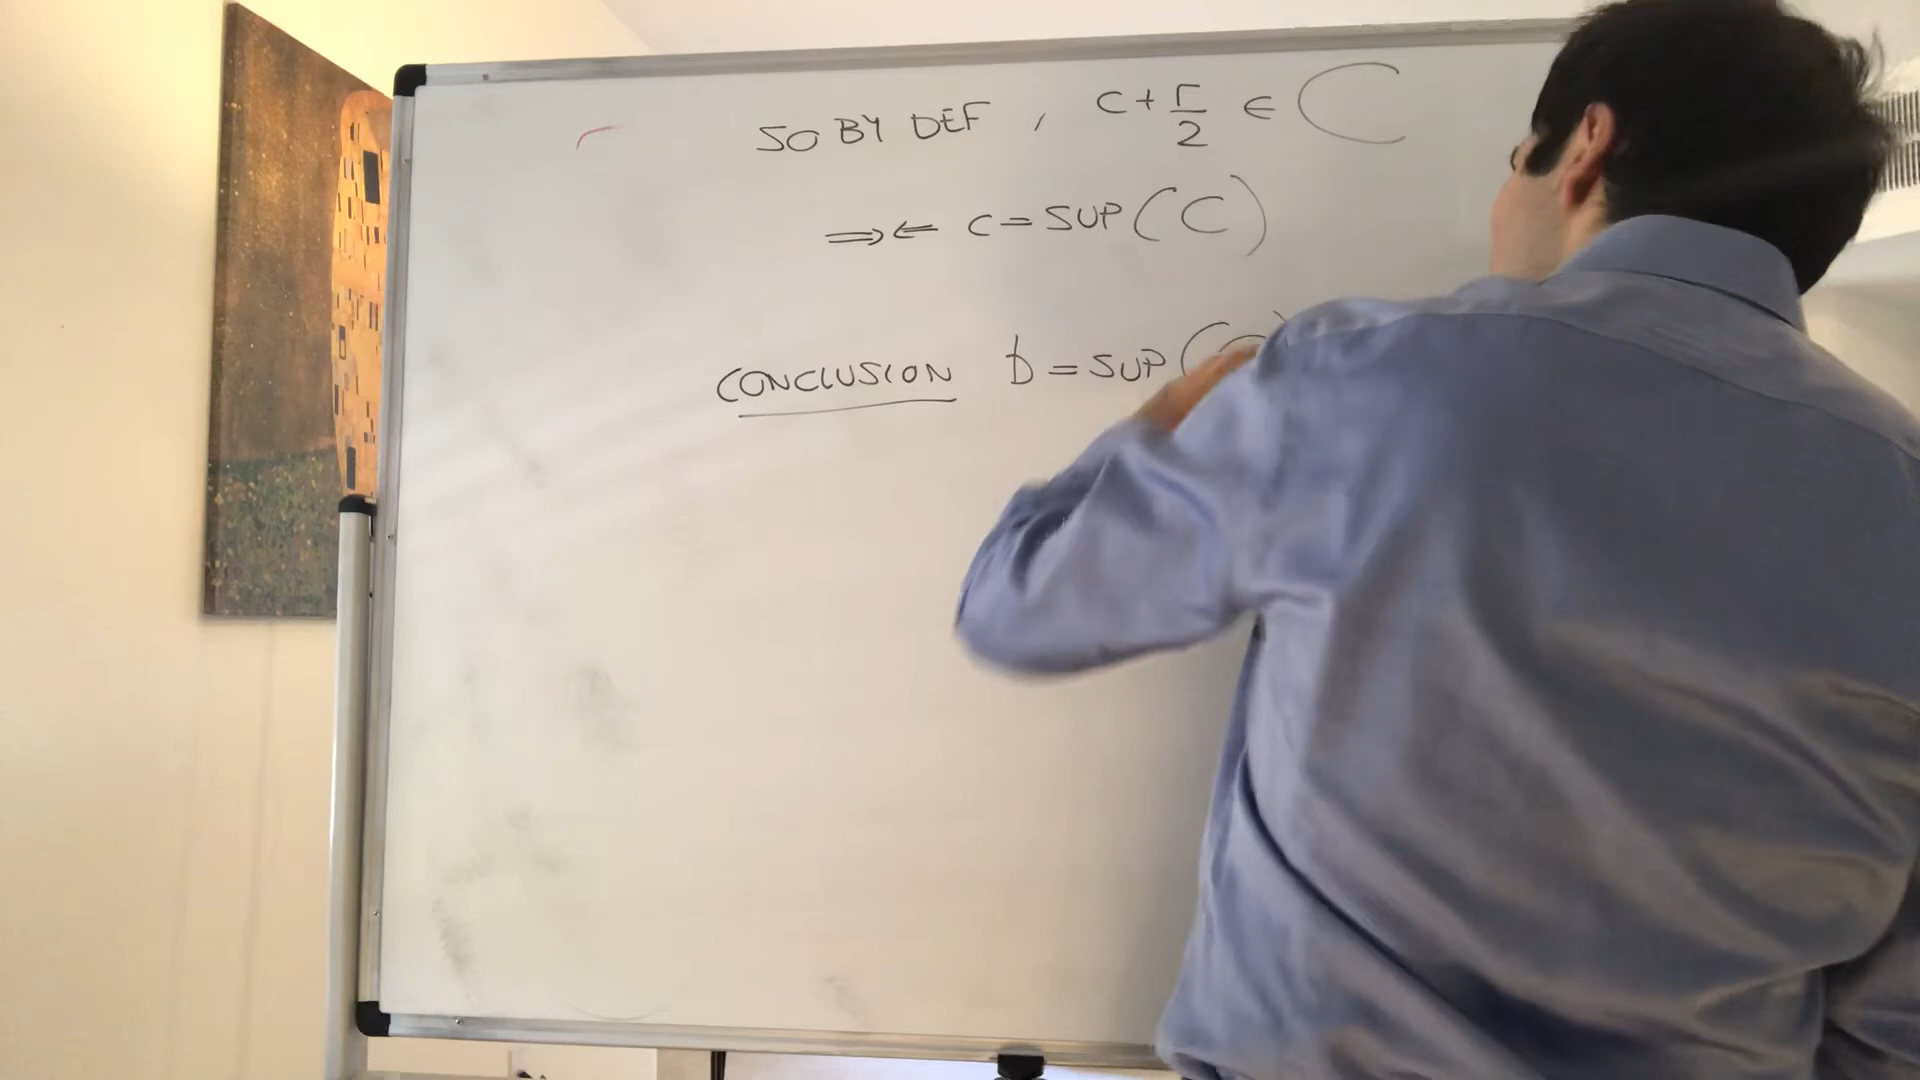 SO BY DEF , C + r/2 ∈ C
⇒⇐ C = SUP(C)
CONCLUSION b = SUP(